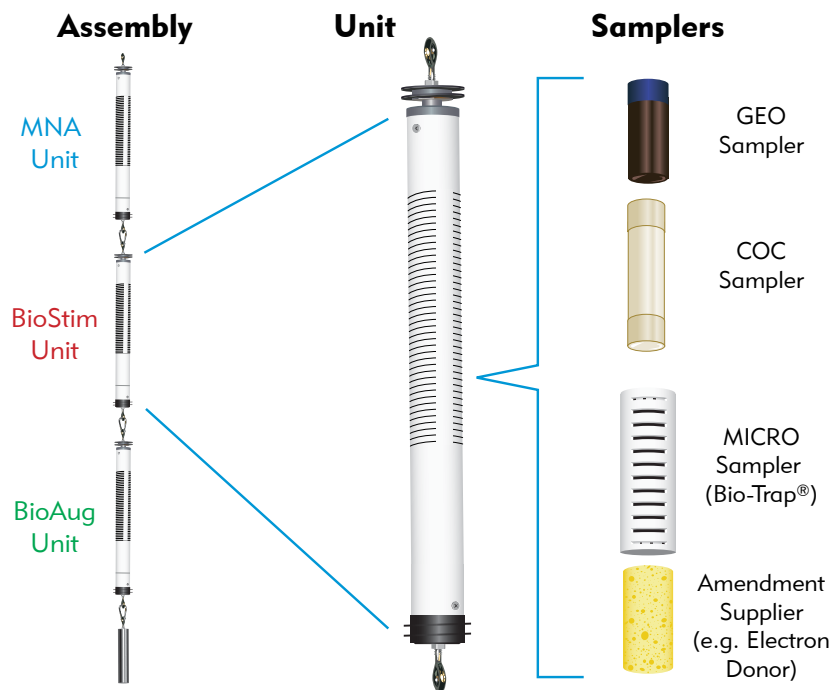 Assembly
Unit
Samplers
MNA
Unit
BioStim
Unit
BioAug
Unit
GEO
Sampler
COC
Sampler
MICRO
Sampler
(Bio-Trap®)
Amendment
Supplier
(e.g. Electron
Donor)